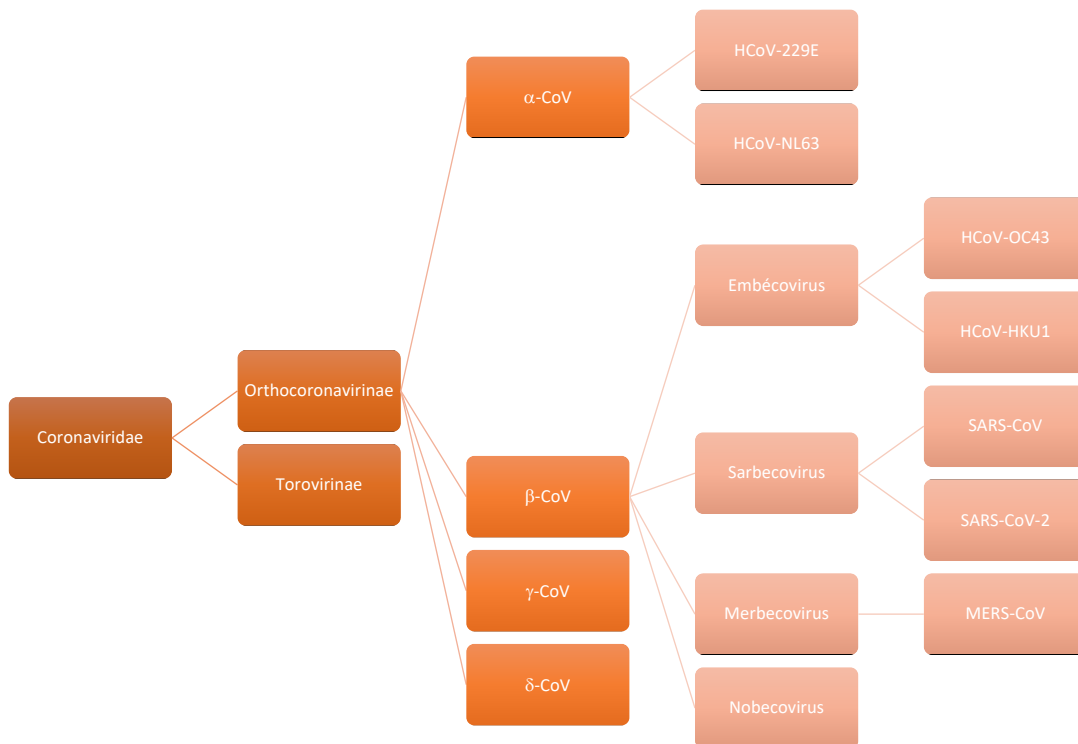 Coronaviridae
Orthocoronavirinae
α-CoV
HCoV-229E
HCoV-NL63
β-CoV
Embécovirus
HCoV-OC43
HCoV-HKU1
Sarbecovirus
SARS-CoV
SARS-CoV-2
Merbecovirus
MERS-CoV
Nobecovirus
γ-CoV
δ-CoV
Torovirinae